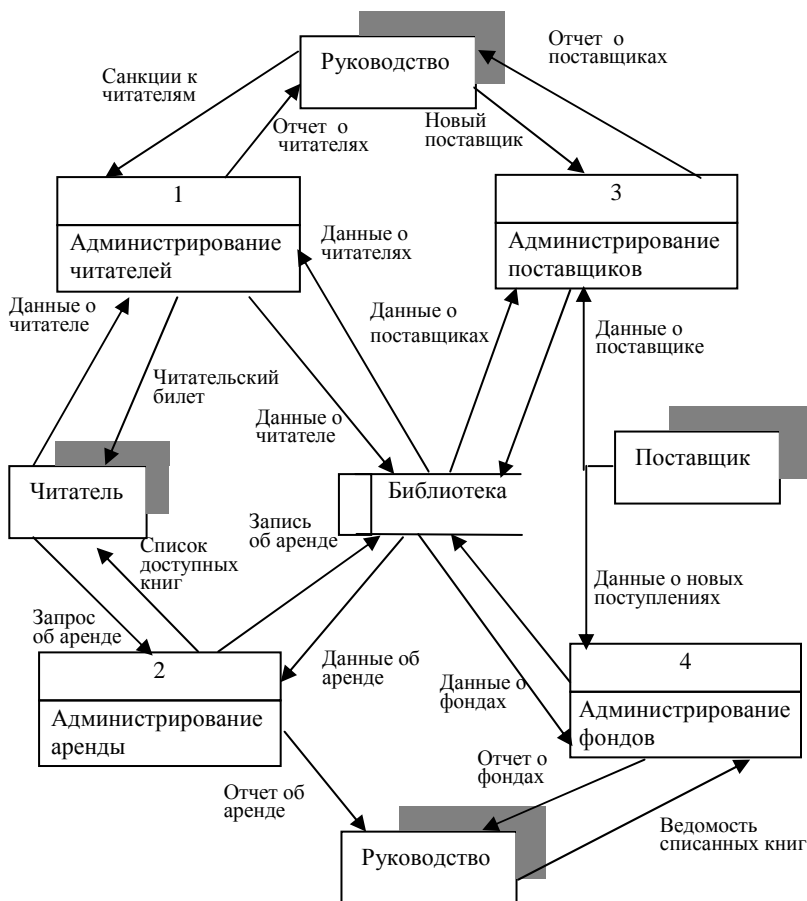 Руководство
Отчет о
поставщиках
Санкции к
читателям
Отчет о
читателях
Новый
поставщик
1
Администрирование
читателей
3
Администрирование
поставщиков
Данные о
читателях
Данные о
читателе
Данные о
поставщиках
Данные о
поставщике
Читательский
билет
Данные о
читателе
Поставщик
Читатель
Библиотека
Запись
об аренде
Список
доступных
книг
Запрос
об аренде
Данные о новых
поступлениях
2
Администрирование
аренды
Данные об
аренде
Данные о
фондах
4
Администрирование
фондов
Отчет об
аренде
Отчет о
фондах
Руководство
Ведомость
списанных книг